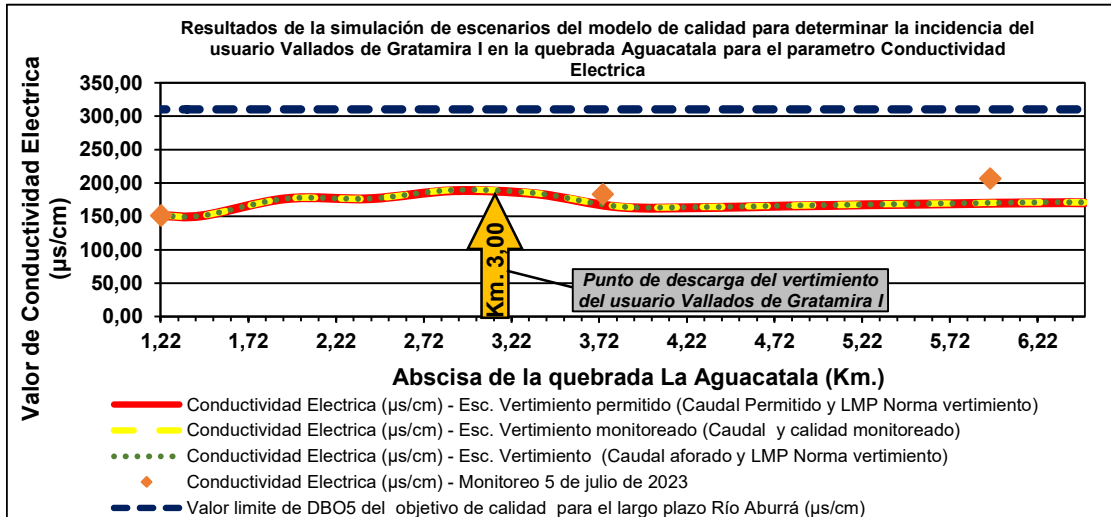 Resultados de la simulación de escenarios del modelo de calidad para determinar la incidencia del
usuario Vallados de Gratamira I en la quebrada Aguacatala para el parametro Conductividad
Electrica
Valor de Conductividad Electrica
(µs/cm)
350,00
300,00
250,00
200,00
150,00
100,00
50,00
0,00
Km. 3,00
Punto de descarga del vertimiento
del usuario Vallados de Gratamira I
1,22 1,72 2,22 2,72 3,22 3,72 4,22 4,72 5,22 5,72 6,22
Abscisa de la quebrada La Aguacatala (Km.)
Conductividad Electrica (µs/cm) - Esc. Vertimiento permitido (Caudal Permitido y LMP Norma vertimiento)
Conductividad Electrica (µs/cm) - Esc. Vertimiento monitoreado (Caudal y calidad monitoreado)
Conductividad Electrica (µs/cm) - Esc. Vertimiento (Caudal aforado y LMP Norma vertimiento)
Conductividad Electrica (µs/cm) - Monitoreo 5 de julio de 2023
Valor limite de DBO5 del objetivo de calidad para el largo plazo Río Aburrá (µs/cm)